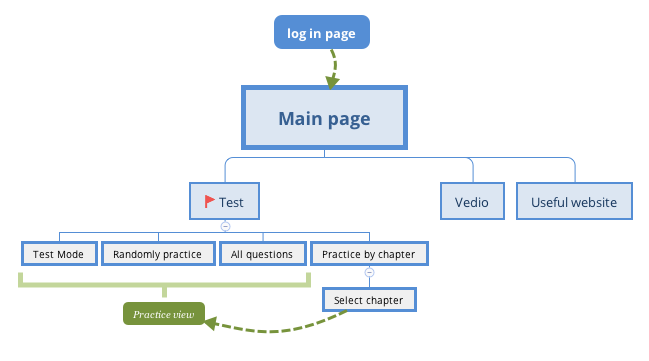 log in page
Main page
Test
Vedio
Useful website
Test Mode
Randomly practice
All questions
Practice by chapter
Select chapter
Practice view